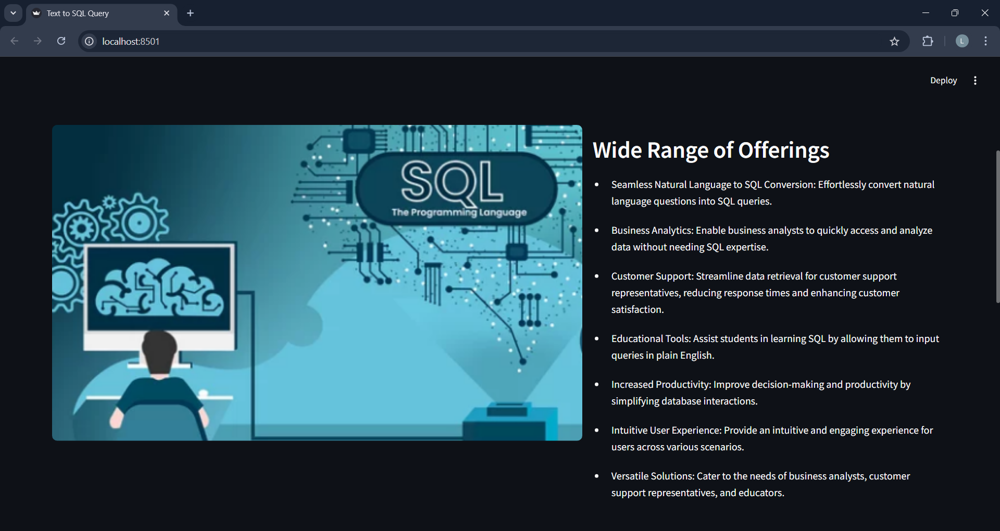 Text to SQL Query
localhost:8501
L
Deploy
SQL
The Programming Language
Wide Range of Offerings
Seamless Natural Language to SQL Conversion: Effortlessly convert natural
language questions into SQL queries.
Business Analytics: Enable business analysts to quickly access and analyze
data without needing SQL expertise.
Customer Support: Streamline data retrieval for customer support
representatives, reducing response times and enhancing customer
satisfaction.
Educational Tools: Assist students in learning SQL by allowing them to input
queries in plain English.
Increased Productivity: Improve decision-making and productivity by
simplifying database interactions.
Intuitive User Experience: Provide an intuitive and engaging experience for
users across various scenarios.
Versatile Solutions: Cater to the needs of business analysts, customer
support representatives, and educators.